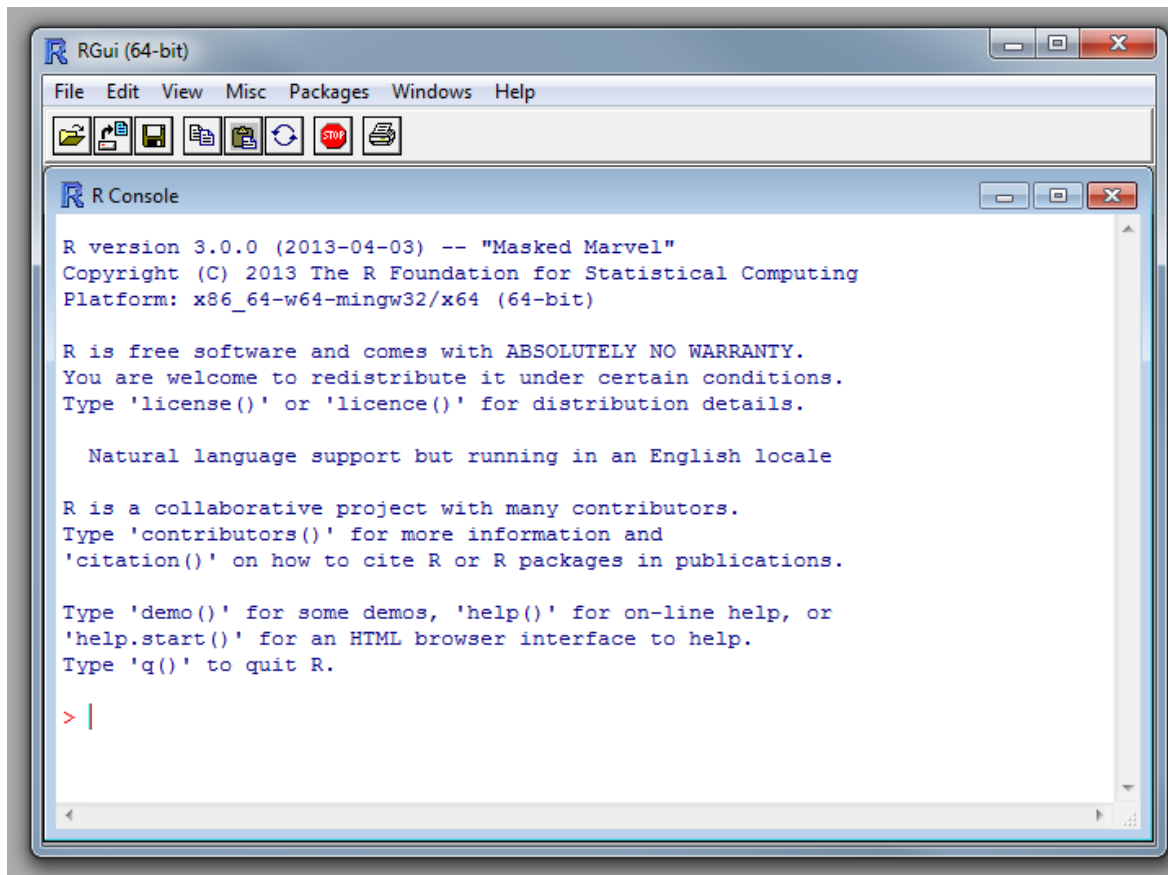 RGui (64-bit)
File Edit View Misc Packages Windows Help
STOP
R Console
R version 3.0.0 (2013-04-03) -- "Masked Marvel"
Copyright (C) 2013 The R Foundation for Statistical Computing
Platform: x86_64-w64-mingw32/x64 (64-bit)
R is free software and comes with ABSOLUTELY NO WARRANTY.
You are welcome to redistribute it under certain conditions.
Type 'license()' or 'licence()' for distribution details.
Natural language support but running in an English locale
R is a collaborative project with many contributors.
Type 'contributors()' for more information and
'citation()' on how to cite R or R packages in publications.
Type 'demo()' for some demos, 'help()' for on-line help, or
'help.start()' for an HTML browser interface to help.
Type 'q()' to quit R.
>